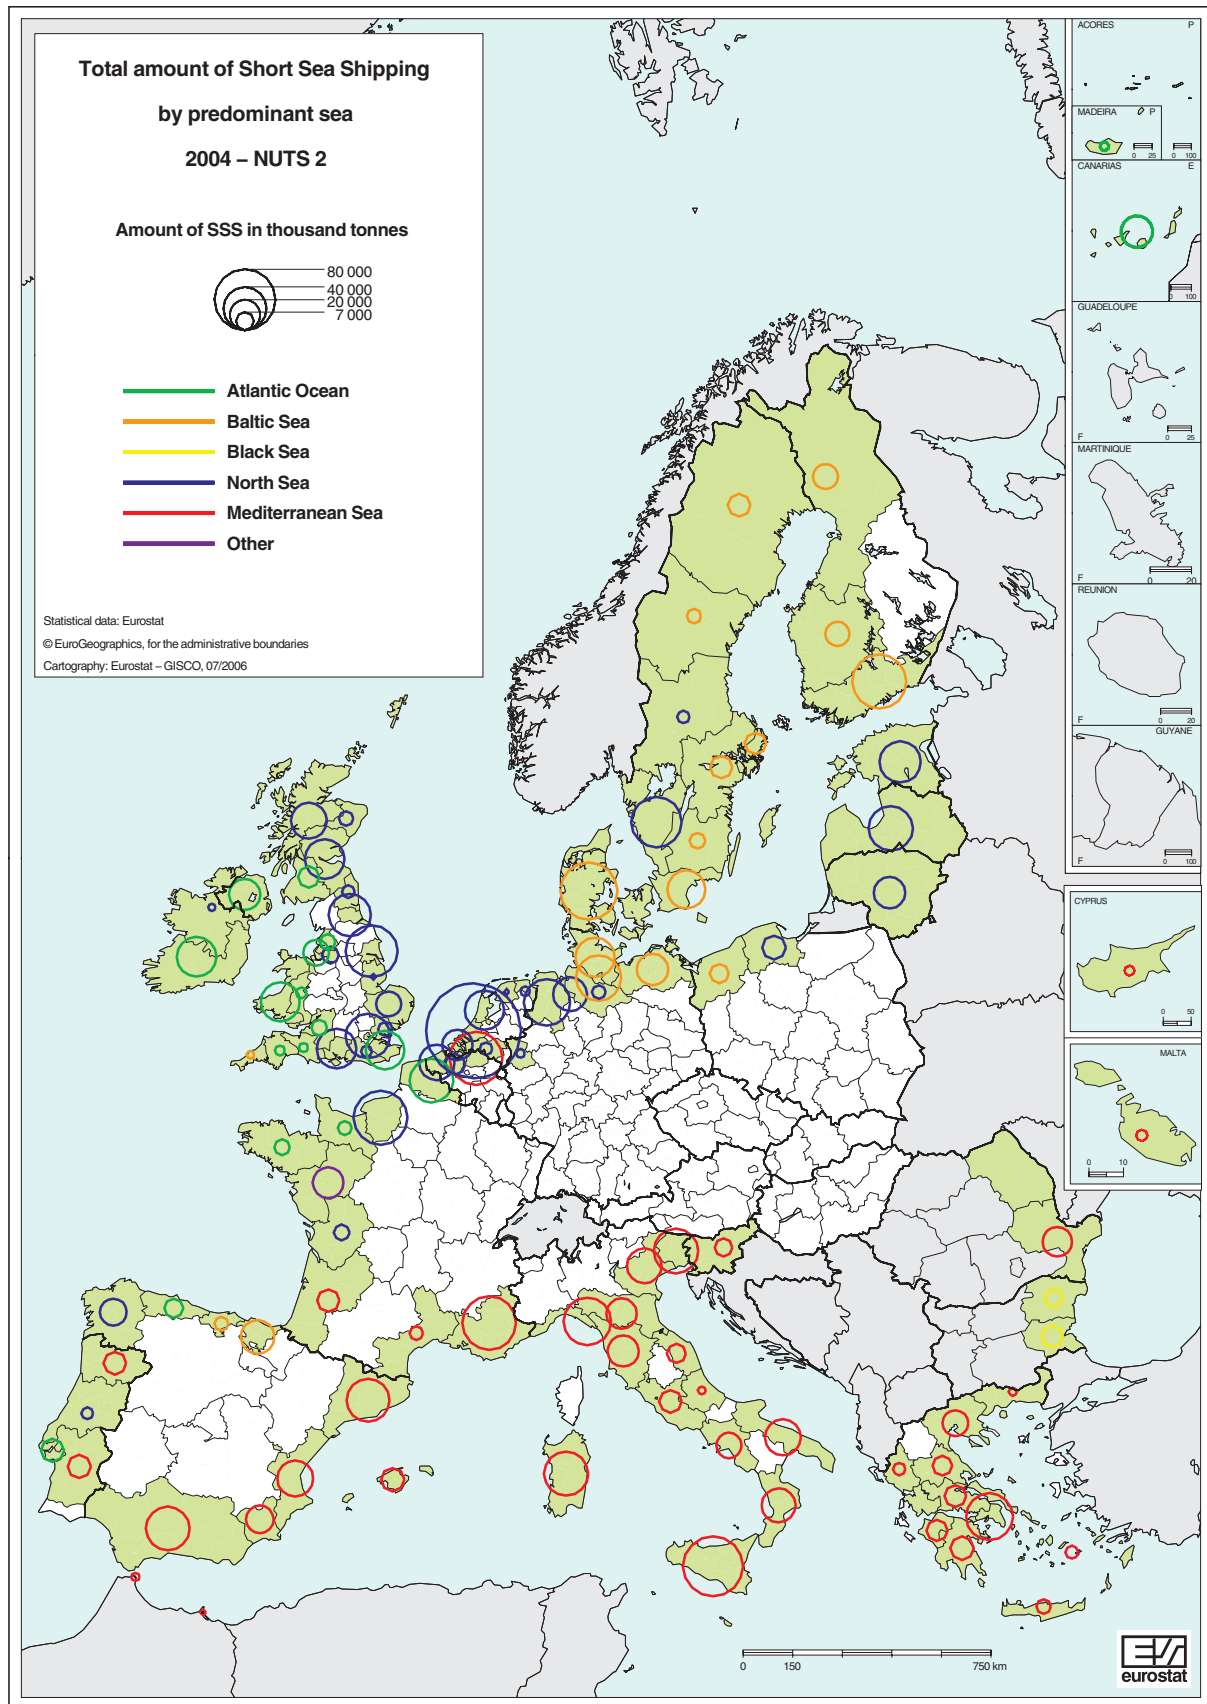 Total amount of Short Sea Shipping
by predominant sea
2004 – NUTS 2
Amount of SSS in thousand tonnes
80 000
40 000
20 000
7 000
Atlantic Ocean
Baltic Sea
Black Sea
North Sea
Mediterranean Sea
Other
Statistical data: Eurostat
© EuroGeographics, for the administrative boundaries
Cartography: Eurostat – GISCO, 07/2006
ACORES P
MADEIRA P
0 25 0 100
CANARIAS E
0 100
GUADELOUPE
F 0 25
MARTINIQUE
F 0 20
REUNION
F 0 20
GUYANE
F 0 100
CYPRUS
0 50
MALTA
0 10
0 150 750 km
eurostat